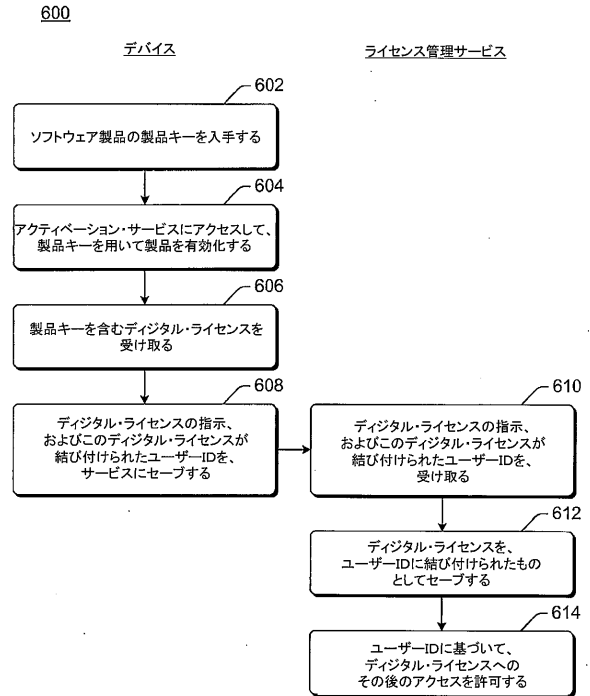 600
デバイス
ライセンス管理サービス
602
ソフトウェア製品の製品キーを入手する
604
アクティベーション・サービスにアクセスして、
製品キーを用いて製品を有効化する
606
製品キーを含むディジタル・ライセンスを
受け取る
608
ディジタル・ライセンスの指示、
およびこのディジタル・ライセンスが
結び付けられたユーザーIDを、
サービスにセーブする
610
ディジタル・ライセンスの指示、
およびこのディジタル・ライセンスが
結び付けられたユーザーIDを、
受け取る
612
ディジタル・ライセンスを、
ユーザーIDに結び付けられたもの
としてセーブする
614
ユーザーIDに基づいて、
ディジタル・ライセンスへの
その後のアクセスを許可する